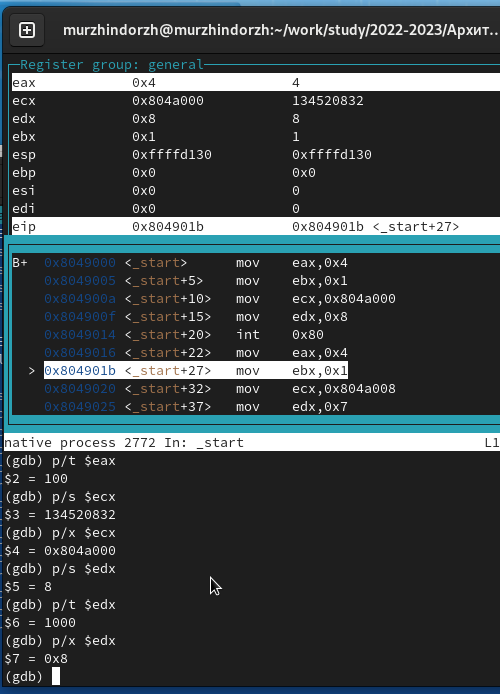 murzhindorzh@murzhindorzh:~/work/study/2022-2023/Архит...
Register group: general
eax 0x4 4
ecx 0x804a000 134520832
edx 0x8 8
ebx 0x1 1
esp 0xffffd130 0xffffd130
ebp 0x0 0x0
esi 0x0 0
edi 0x0 0
eip 0x804901b 0x804901b <_start+27>
B+ 0x8049000 <_start> mov eax,0x4
0x8049005 <_start+5> mov ebx,0x1
0x804900a <_start+10> mov ecx,0x804a000
0x804900f <_start+15> mov edx,0x8
0x8049014 <_start+20> int 0x80
0x8049016 <_start+22> mov eax,0x4
> 0x804901b <_start+27> mov ebx,0x1
0x8049020 <_start+32> mov ecx,0x804a008
0x8049025 <_start+37> mov edx,0x7
native process 2772 In: _start L1
(gdb) p/t $eax
$2 = 100
(gdb) p/s $ecx
$3 = 134520832
(gdb) p/x $ecx
$4 = 0x804a000
(gdb) p/s $edx
$5 = 8
(gdb) p/t $edx
$6 = 1000
(gdb) p/x $edx
$7 = 0x8
(gdb)